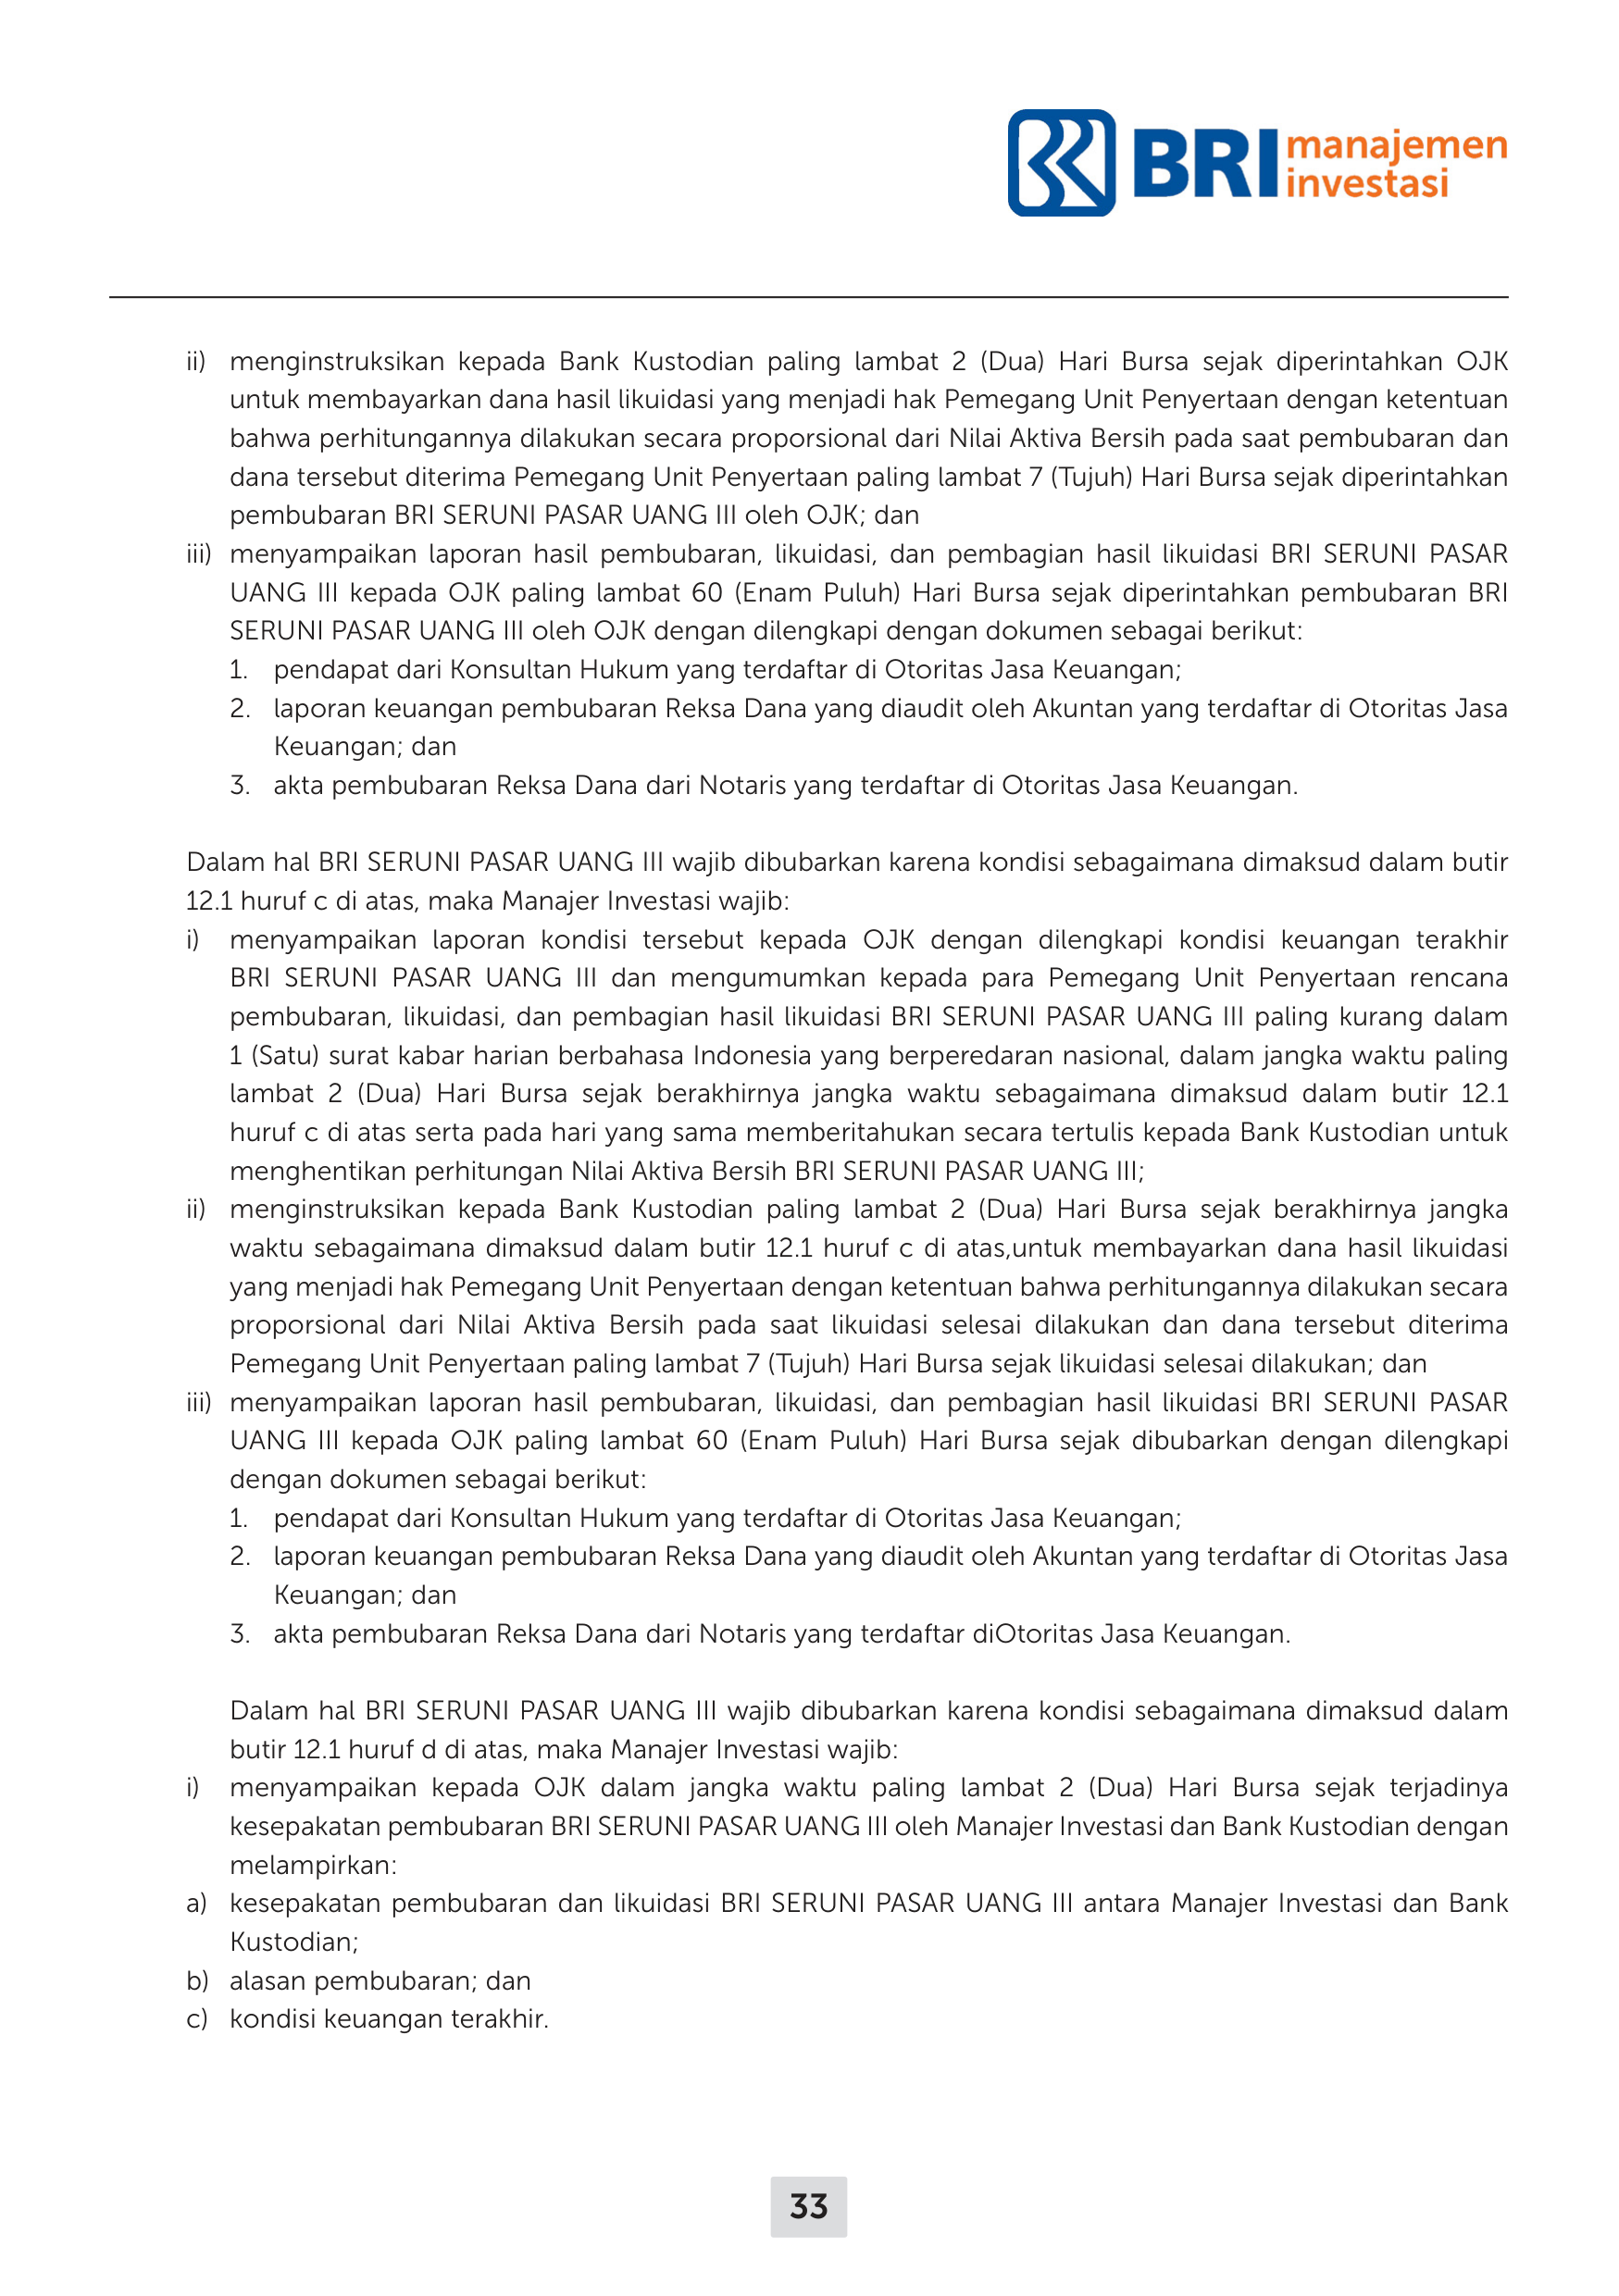 BRI manajemen
investasi
ii) menginstruksikan kepada Bank Kustodian paling lambat 2 (Dua) Hari Bursa sejak diperintahkan OJK
untuk membayarkan dana hasil likuidasi yang menjadi hak Pemegang Unit Penyertaan dengan ketentuan
bahwa perhitungannya dilakukan secara proporsional dari Nilai Aktiva Bersih pada saat pembubaran dan
dana tersebut diterima Pemegang Unit Penyertaan paling lambat 7 (Tujuh) Hari Bursa sejak diperintahkan
pembubaran BRI SERUNI PASAR UANG III oleh OJK; dan
iii) menyampaikan laporan hasil pembubaran, likuidasi, dan pembagian hasil likuidasi BRI SERUNI PASAR
UANG III kepada OJK paling lambat 60 (Enam Puluh) Hari Bursa sejak diperintahkan pembubaran BRI
SERUNI PASAR UANG III oleh OJK dengan dilengkapi dengan dokumen sebagai berikut:
1. pendapat dari Konsultan Hukum yang terdaftar di Otoritas Jasa Keuangan;
2. laporan keuangan pembubaran Reksa Dana yang diaudit oleh Akuntan yang terdaftar di Otoritas Jasa
Keuangan; dan
3. akta pembubaran Reksa Dana dari Notaris yang terdaftar di Otoritas Jasa Keuangan.
Dalam hal BRI SERUNI PASAR UANG III wajib dibubarkan karena kondisi sebagaimana dimaksud dalam butir
12.1 huruf c di atas, maka Manajer Investasi wajib:
i) menyampaikan laporan kondisi tersebut kepada OJK dengan dilengkapi kondisi keuangan terakhir
BRI SERUNI PASAR UANG III dan mengumumkan kepada para Pemegang Unit Penyertaan rencana
pembubaran, likuidasi, dan pembagian hasil likuidasi BRI SERUNI PASAR UANG III paling kurang dalam
1 (Satu) surat kabar harian berbahasa Indonesia yang berperedaran nasional, dalam jangka waktu paling
lambat 2 (Dua) Hari Bursa sejak berakhirnya jangka waktu sebagaimana dimaksud dalam butir 12.1
huruf c di atas serta pada hari yang sama memberitahukan secara tertulis kepada Bank Kustodian untuk
menghentikan perhitungan Nilai Aktiva Bersih BRI SERUNI PASAR UANG III;
ii) menginstruksikan kepada Bank Kustodian paling lambat 2 (Dua) Hari Bursa sejak berakhirnya jangka
waktu sebagaimana dimaksud dalam butir 12.1 huruf c di atas,untuk membayarkan dana hasil likuidasi
yang menjadi hak Pemegang Unit Penyertaan dengan ketentuan bahwa perhitungannya dilakukan secara
proporsional dari Nilai Aktiva Bersih pada saat likuidasi selesai dilakukan dan dana tersebut diterima
Pemegang Unit Penyertaan paling lambat 7 (Tujuh) Hari Bursa sejak likuidasi selesai dilakukan; dan
iii) menyampaikan laporan hasil pembubaran, likuidasi, dan pembagian hasil likuidasi BRI SERUNI PASAR
UANG III kepada OJK paling lambat 60 (Enam Puluh) Hari Bursa sejak dibubarkan dengan dilengkapi
dengan dokumen sebagai berikut:
1. pendapat dari Konsultan Hukum yang terdaftar di Otoritas Jasa Keuangan;
2. laporan keuangan pembubaran Reksa Dana yang diaudit oleh Akuntan yang terdaftar di Otoritas Jasa
Keuangan; dan
3. akta pembubaran Reksa Dana dari Notaris yang terdaftar diOtoritas Jasa Keuangan.
Dalam hal BRI SERUNI PASAR UANG III wajib dibubarkan karena kondisi sebagaimana dimaksud dalam
butir 12.1 huruf d di atas, maka Manajer Investasi wajib:
i) menyampaikan kepada OJK dalam jangka waktu paling lambat 2 (Dua) Hari Bursa sejak terjadinya
kesepakatan pembubaran BRI SERUNI PASAR UANG III oleh Manajer Investasi dan Bank Kustodian dengan
melampirkan:
a) kesepakatan pembubaran dan likuidasi BRI SERUNI PASAR UANG III antara Manajer Investasi dan Bank
Kustodian;
b) alasan pembubaran; dan
c) kondisi keuangan terakhir.
33